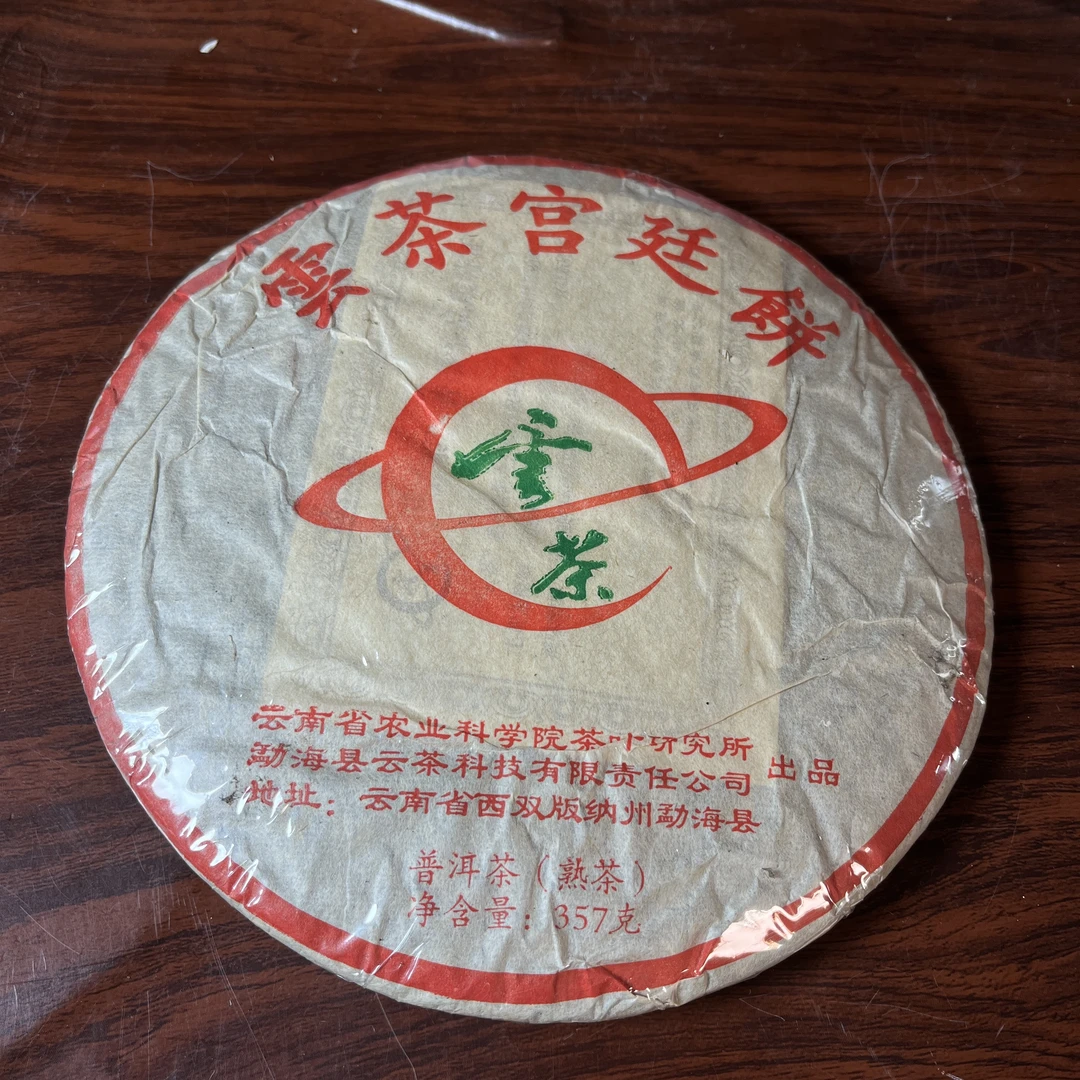 雲茶宫廷餅
雲
茶
云南省农业科学院茶叶研究所
勐海县云茶科技有限责任公司 出品
地址：云南省西双版纳州勐海县
普洱茶（熟茶）
净含量：357克